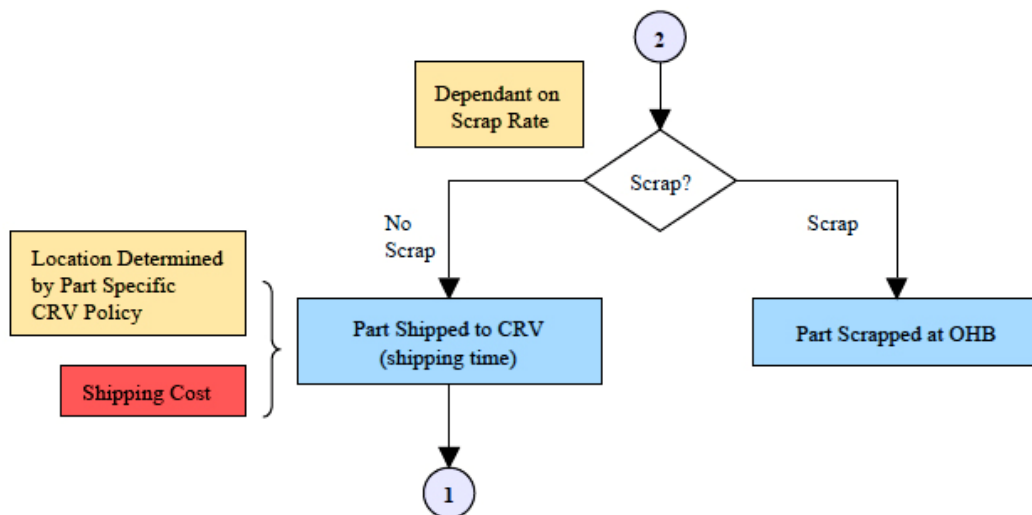 2
Dependant on
Scrap Rate
Scrap?
No
Scrap
Scrap
Location Determined
by Part Specific
CRV Policy
Part Shipped to CRV
(shipping time)
Part Scrapped at OHB
Shipping Cost
1